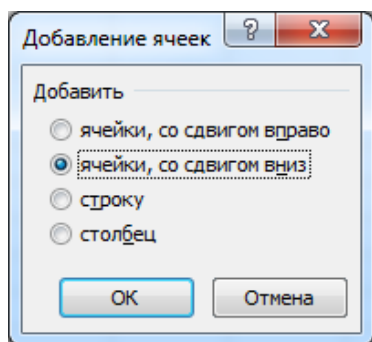 Добавление ячеек
Добавить
ячейки, со сдвигом вправо
ячейки, со сдвигом вниз
строку
столбец
ОК
Отмена